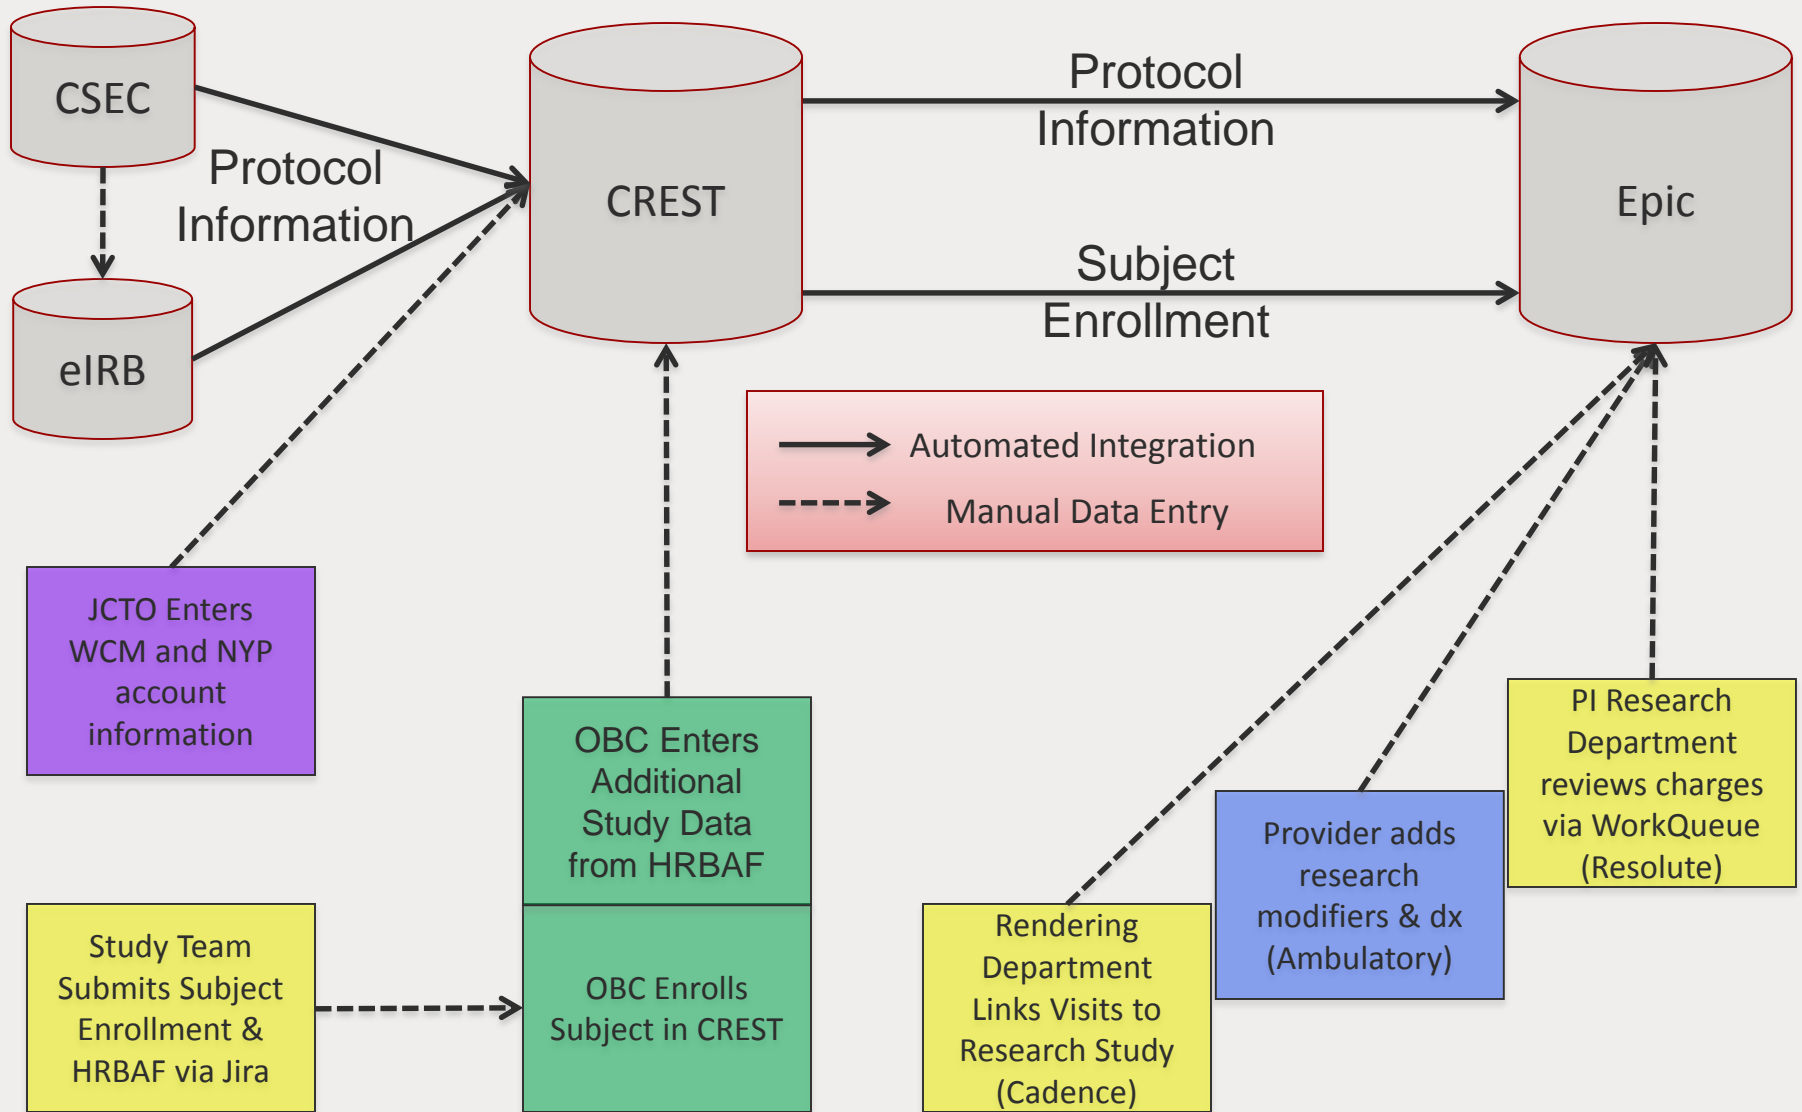 CSEC
Protocol
Information
eIRB
CREST
Protocol
Information
Subject
Enrollment
Epic
Automated Integration
Manual Data Entry
JCTO Enters
WCM and NYP
account
information
OBC Enters
Additional
Study Data
from HRBAF
Study Team
Submits Subject
Enrollment &
HRBAF via Jira
OBC Enrolls
Subject in CREST
Rendering
Department
Links Visits to
Research Study
(Cadence)
Provider adds
research
modifiers & dx
(Ambulatory)
PI Research
Department
reviews charges
via WorkQueue
(Resolute)